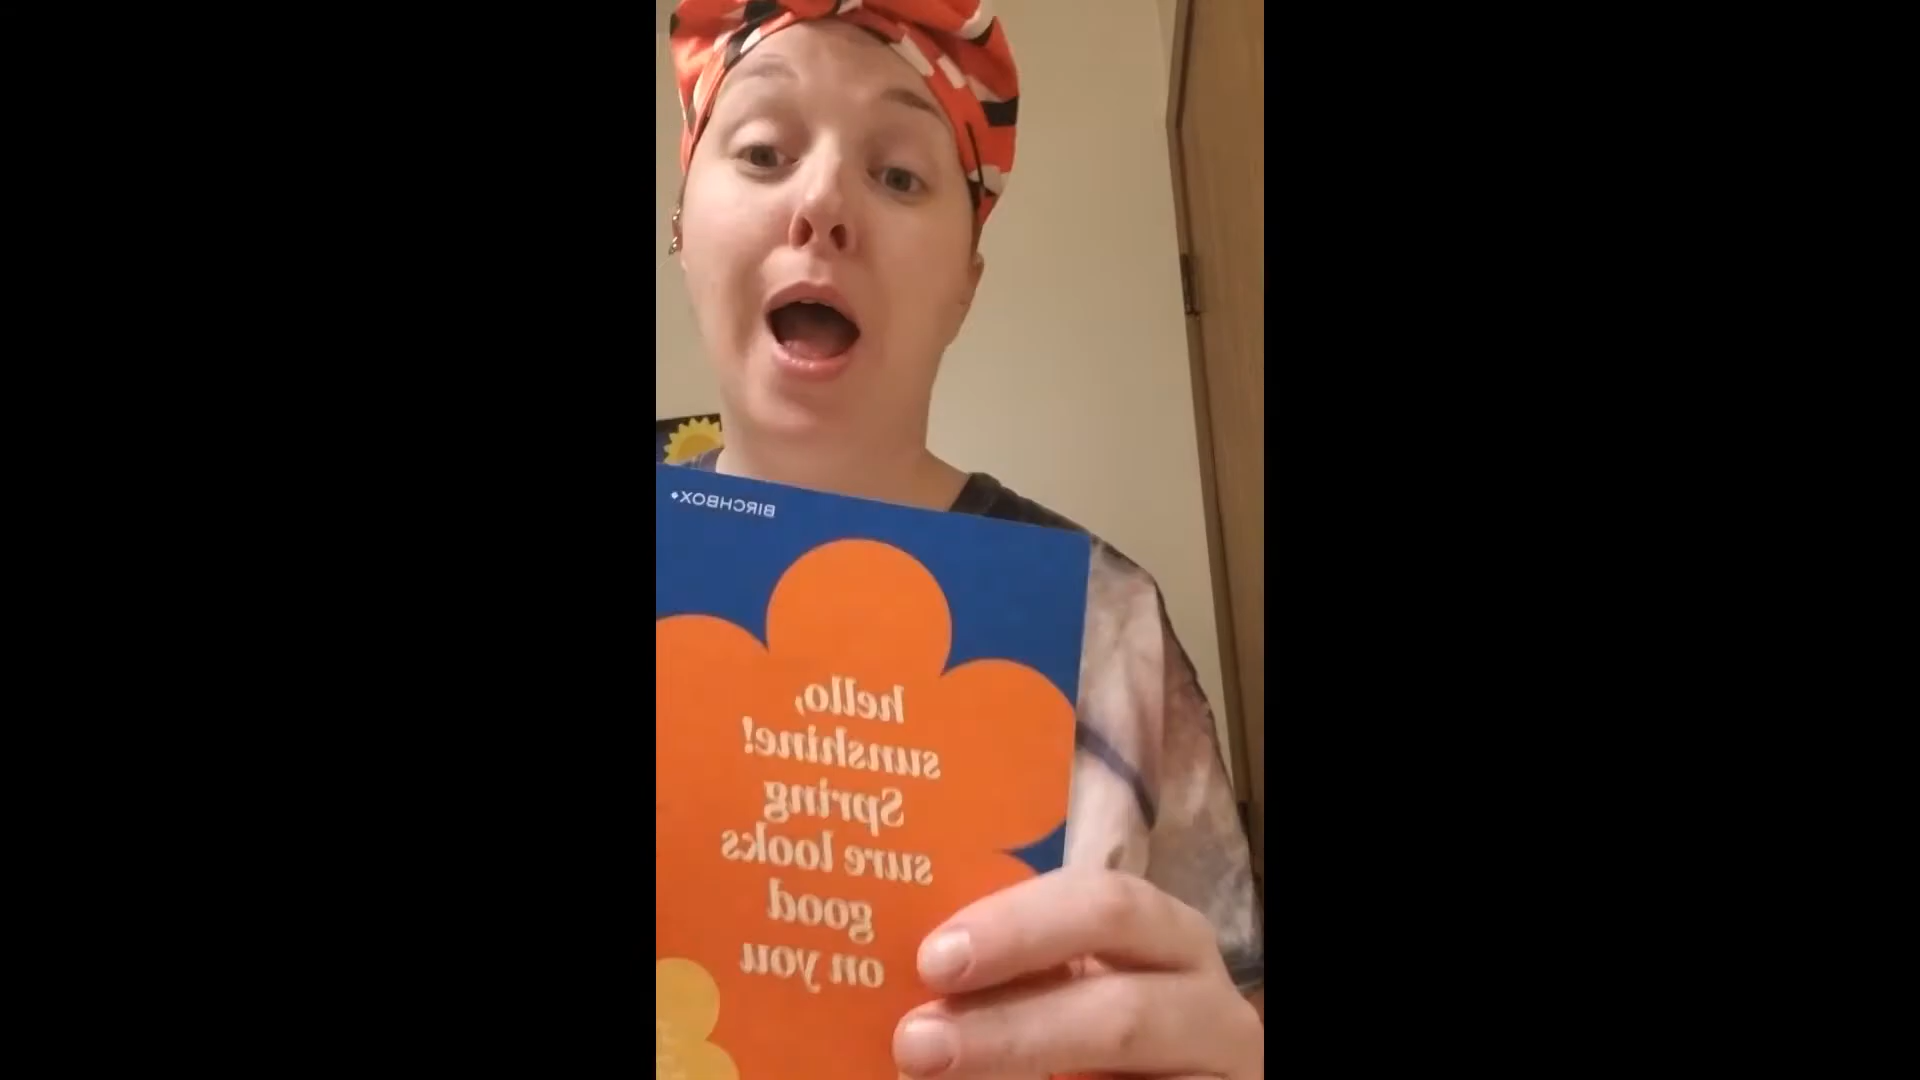 BIRCHBOX
hello,
sunshine!
Spring
sure looks
good
on you